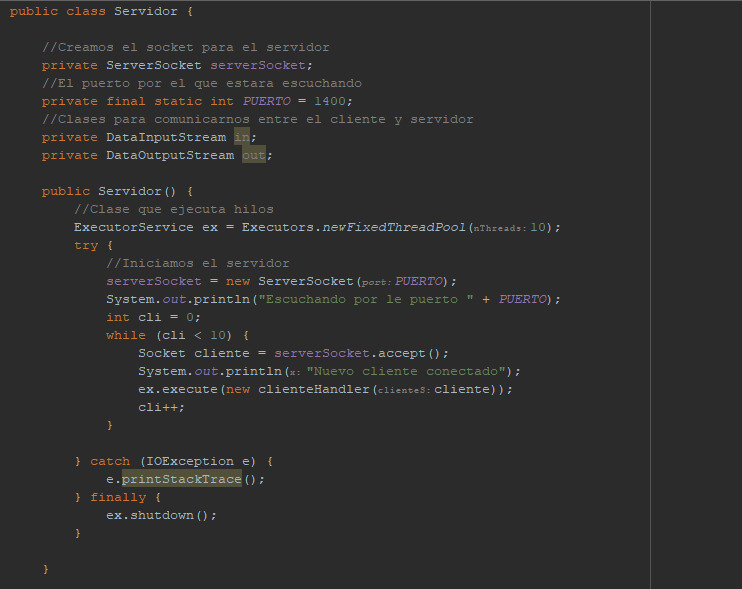 public class Servidor {
//Creamos el socket para el servidor
private ServerSocket serverSocket;
//El puerto por el que estara escuchando
private final static int PUERTO = 1400;
//Clases para comunicarnos entre el cliente y servidor
private DataInputStream in;
private DataOutputStream out;
public Servidor() {
//Clase que ejecuta hilos
ExecutorService ex = Executors.newFixedThreadPool(nThreads: 10);
try {
//Iniciamos el servidor
serverSocket = new ServerSocket(port: PUERTO);
System.out.println("Escuchando por le puerto " + PUERTO);
int cli = 0;
while (cli < 10) {
Socket cliente = serverSocket.accept();
System.out.println(x: "Nuevo cliente conectado");
ex.execute(new clienteHandler(clienteS: cliente));
cli++;
}
} catch (IOException e) {
e.printStackTrace();
} finally {
ex.shutdown();
}
}